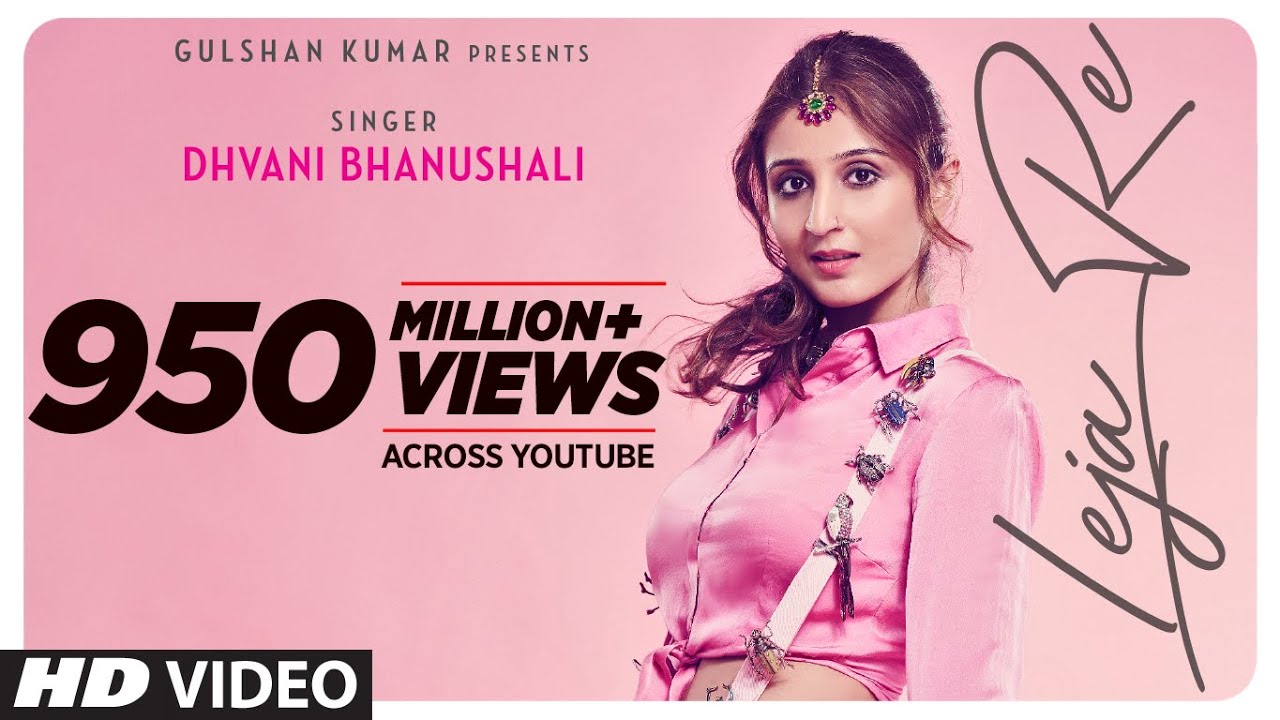 GULSHAN KUMAR PRESENTS
SINGER
DHVANI BHANUSHALI
950 MILLION+
VIEWS
ACROSS YOUTUBE
Leja Re
HD VIDEO